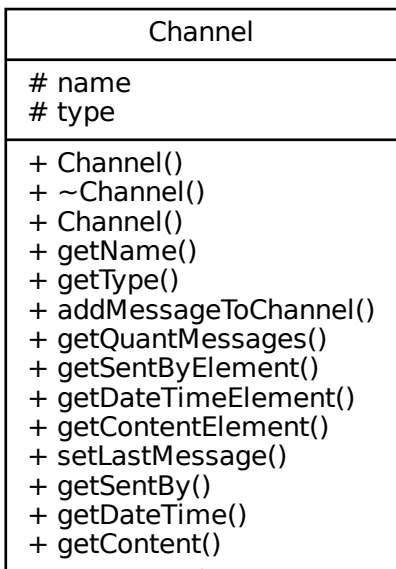 Channel
# name
# type
+ Channel()
+ ~Channel()
+ Channel()
+ getName()
+ getType()
+ addMessageToChannel()
+ getQuantMessages()
+ getSentByElement()
+ getDateTimeElement()
+ getContentElement()
+ setLastMessage()
+ getSentBy()
+ getDateTime()
+ getContent()